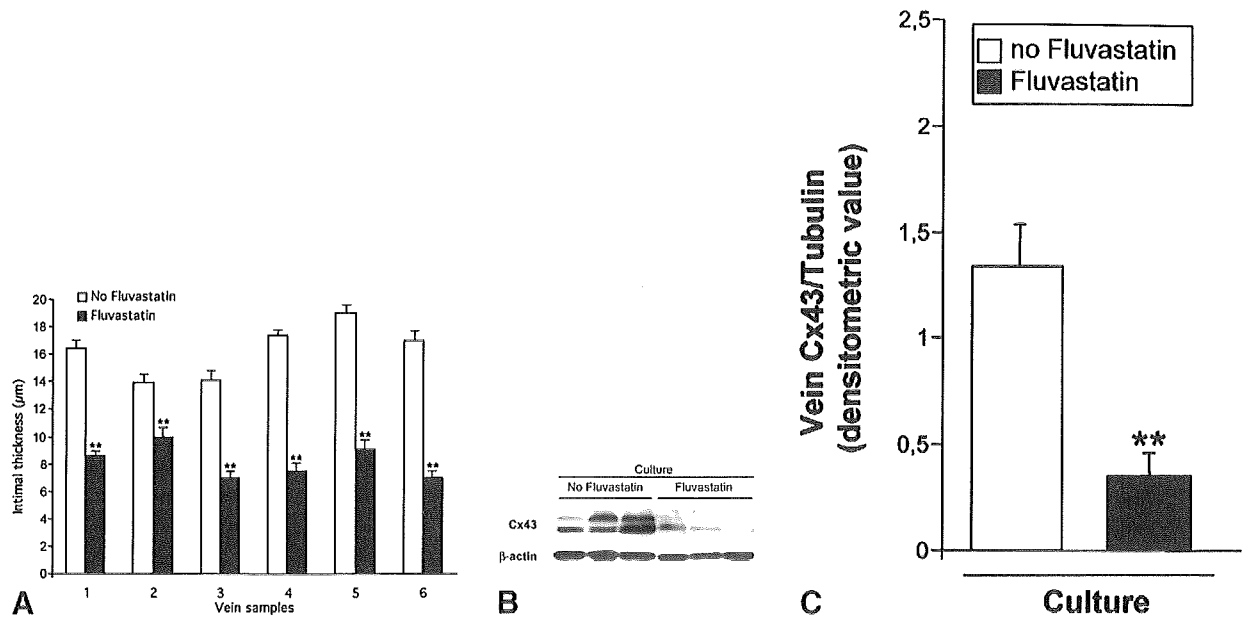 No Fluvastatin
Fluvastatin
Intimal thickness (μm)
20
18
16
14
12
10
8
6
4
2
0
** ** ** ** ** **
1 2 3 4 5 6
Vein samples
A
Culture
No Fluvastatin Fluvastatin
Cx43
β-actin
B
no Fluvastatin
Fluvastatin
Vein Cx43/Tubulin
(densitometric value)
2,5
2
1,5
1
0,5
0
**
Culture
C